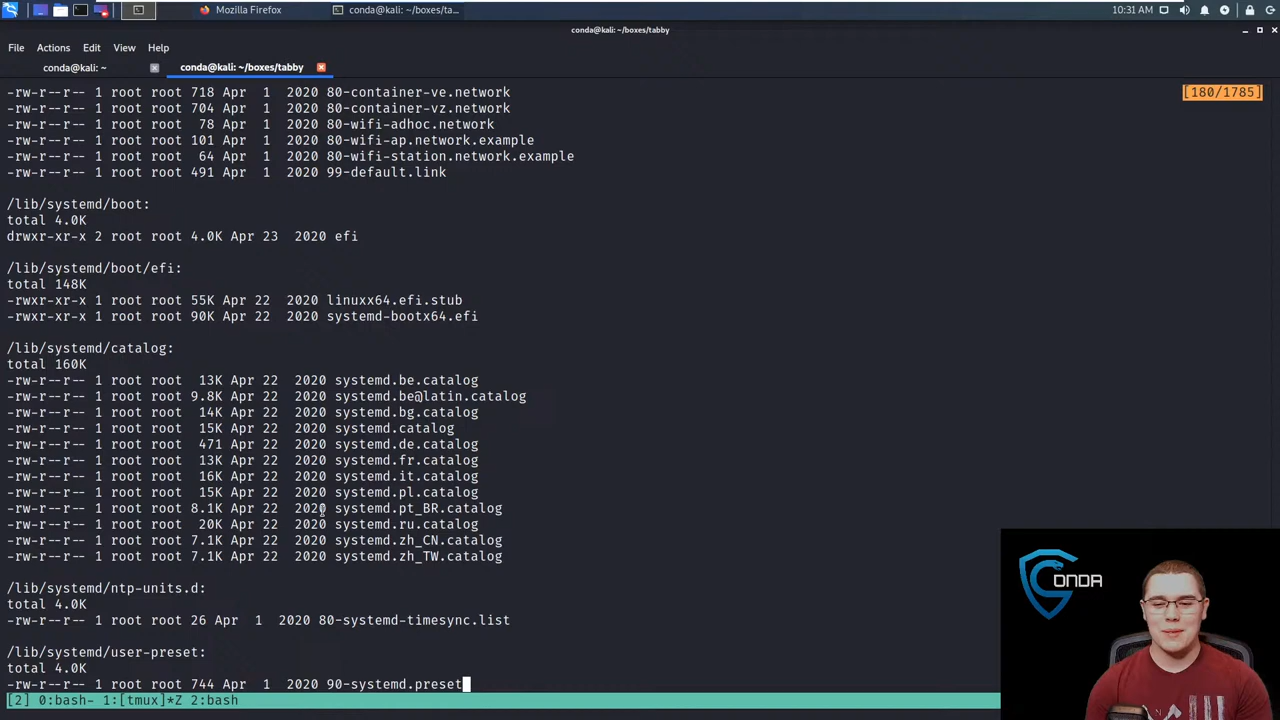 Mozilla Firefox
conda@kali: ~/boxes/ta...
10:31 AM
conda@kali: ~/boxes/tabby
File Actions Edit View Help
conda@kali: ~
conda@kali: ~/boxes/tabby
-rw-r--r-- 1 root root 718 Apr  1  2020 80-container-ve.network
[180/1785]
-rw-r--r-- 1 root root 704 Apr  1  2020 80-container-vz.network
-rw-r--r-- 1 root root  78 Apr  1  2020 80-wifi-adhoc.network
-rw-r--r-- 1 root root 101 Apr  1  2020 80-wifi-ap.network.example
-rw-r--r-- 1 root root  64 Apr  1  2020 80-wifi-station.network.example
-rw-r--r-- 1 root root 491 Apr  1  2020 99-default.link
/lib/systemd/boot:
total 4.0K
drwxr-xr-x 2 root root 4.0K Apr 23  2020 efi
/lib/systemd/boot/efi:
total 148K
-rwxr-xr-x 1 root root 55K Apr 22  2020 linuxx64.efi.stub
-rwxr-xr-x 1 root root 90K Apr 22  2020 systemd-bootx64.efi
/lib/systemd/catalog:
total 160K
-rw-r--r-- 1 root root  13K Apr 22  2020 systemd.be.catalog
-rw-r--r-- 1 root root 9.8K Apr 22  2020 systemd.be@latin.catalog
-rw-r--r-- 1 root root  14K Apr 22  2020 systemd.bg.catalog
-rw-r--r-- 1 root root  15K Apr 22  2020 systemd.catalog
-rw-r--r-- 1 root root  471 Apr 22  2020 systemd.de.catalog
-rw-r--r-- 1 root root  13K Apr 22  2020 systemd.fr.catalog
-rw-r--r-- 1 root root  16K Apr 22  2020 systemd.it.catalog
-rw-r--r-- 1 root root  15K Apr 22  2020 systemd.pl.catalog
-rw-r--r-- 1 root root 8.1K Apr 22  2020 systemd.pt_BR.catalog
-rw-r--r-- 1 root root  20K Apr 22  2020 systemd.ru.catalog
-rw-r--r-- 1 root root 7.1K Apr 22  2020 systemd.zh_CN.catalog
-rw-r--r-- 1 root root 7.1K Apr 22  2020 systemd.zh_TW.catalog
/lib/systemd/ntp-units.d:
total 4.0K
-rw-r--r-- 1 root root 26 Apr  1  2020 80-systemd-timesync.list
/lib/systemd/user-preset:
total 4.0K
-rw-r--r-- 1 root root 744 Apr  1  2020 90-systemd.preset
[2] 0:bash- 1:[tmux]*Z 2:bash
CONDA